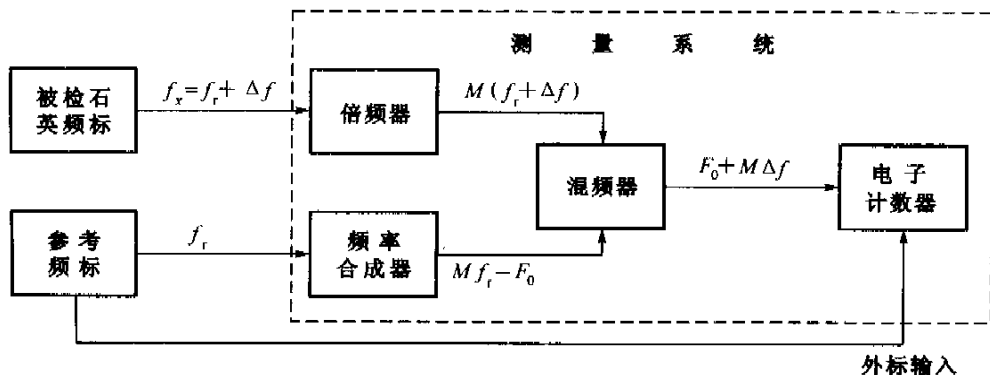 测量系统
被检石
英频标
f_x=f_r+Δf
倍频器
M(f_r+Δf)
混频器
F_0+MΔf
电子
计数器
参考
频标
f_r
频率
合成器
Mf_r−F_0
外标输入